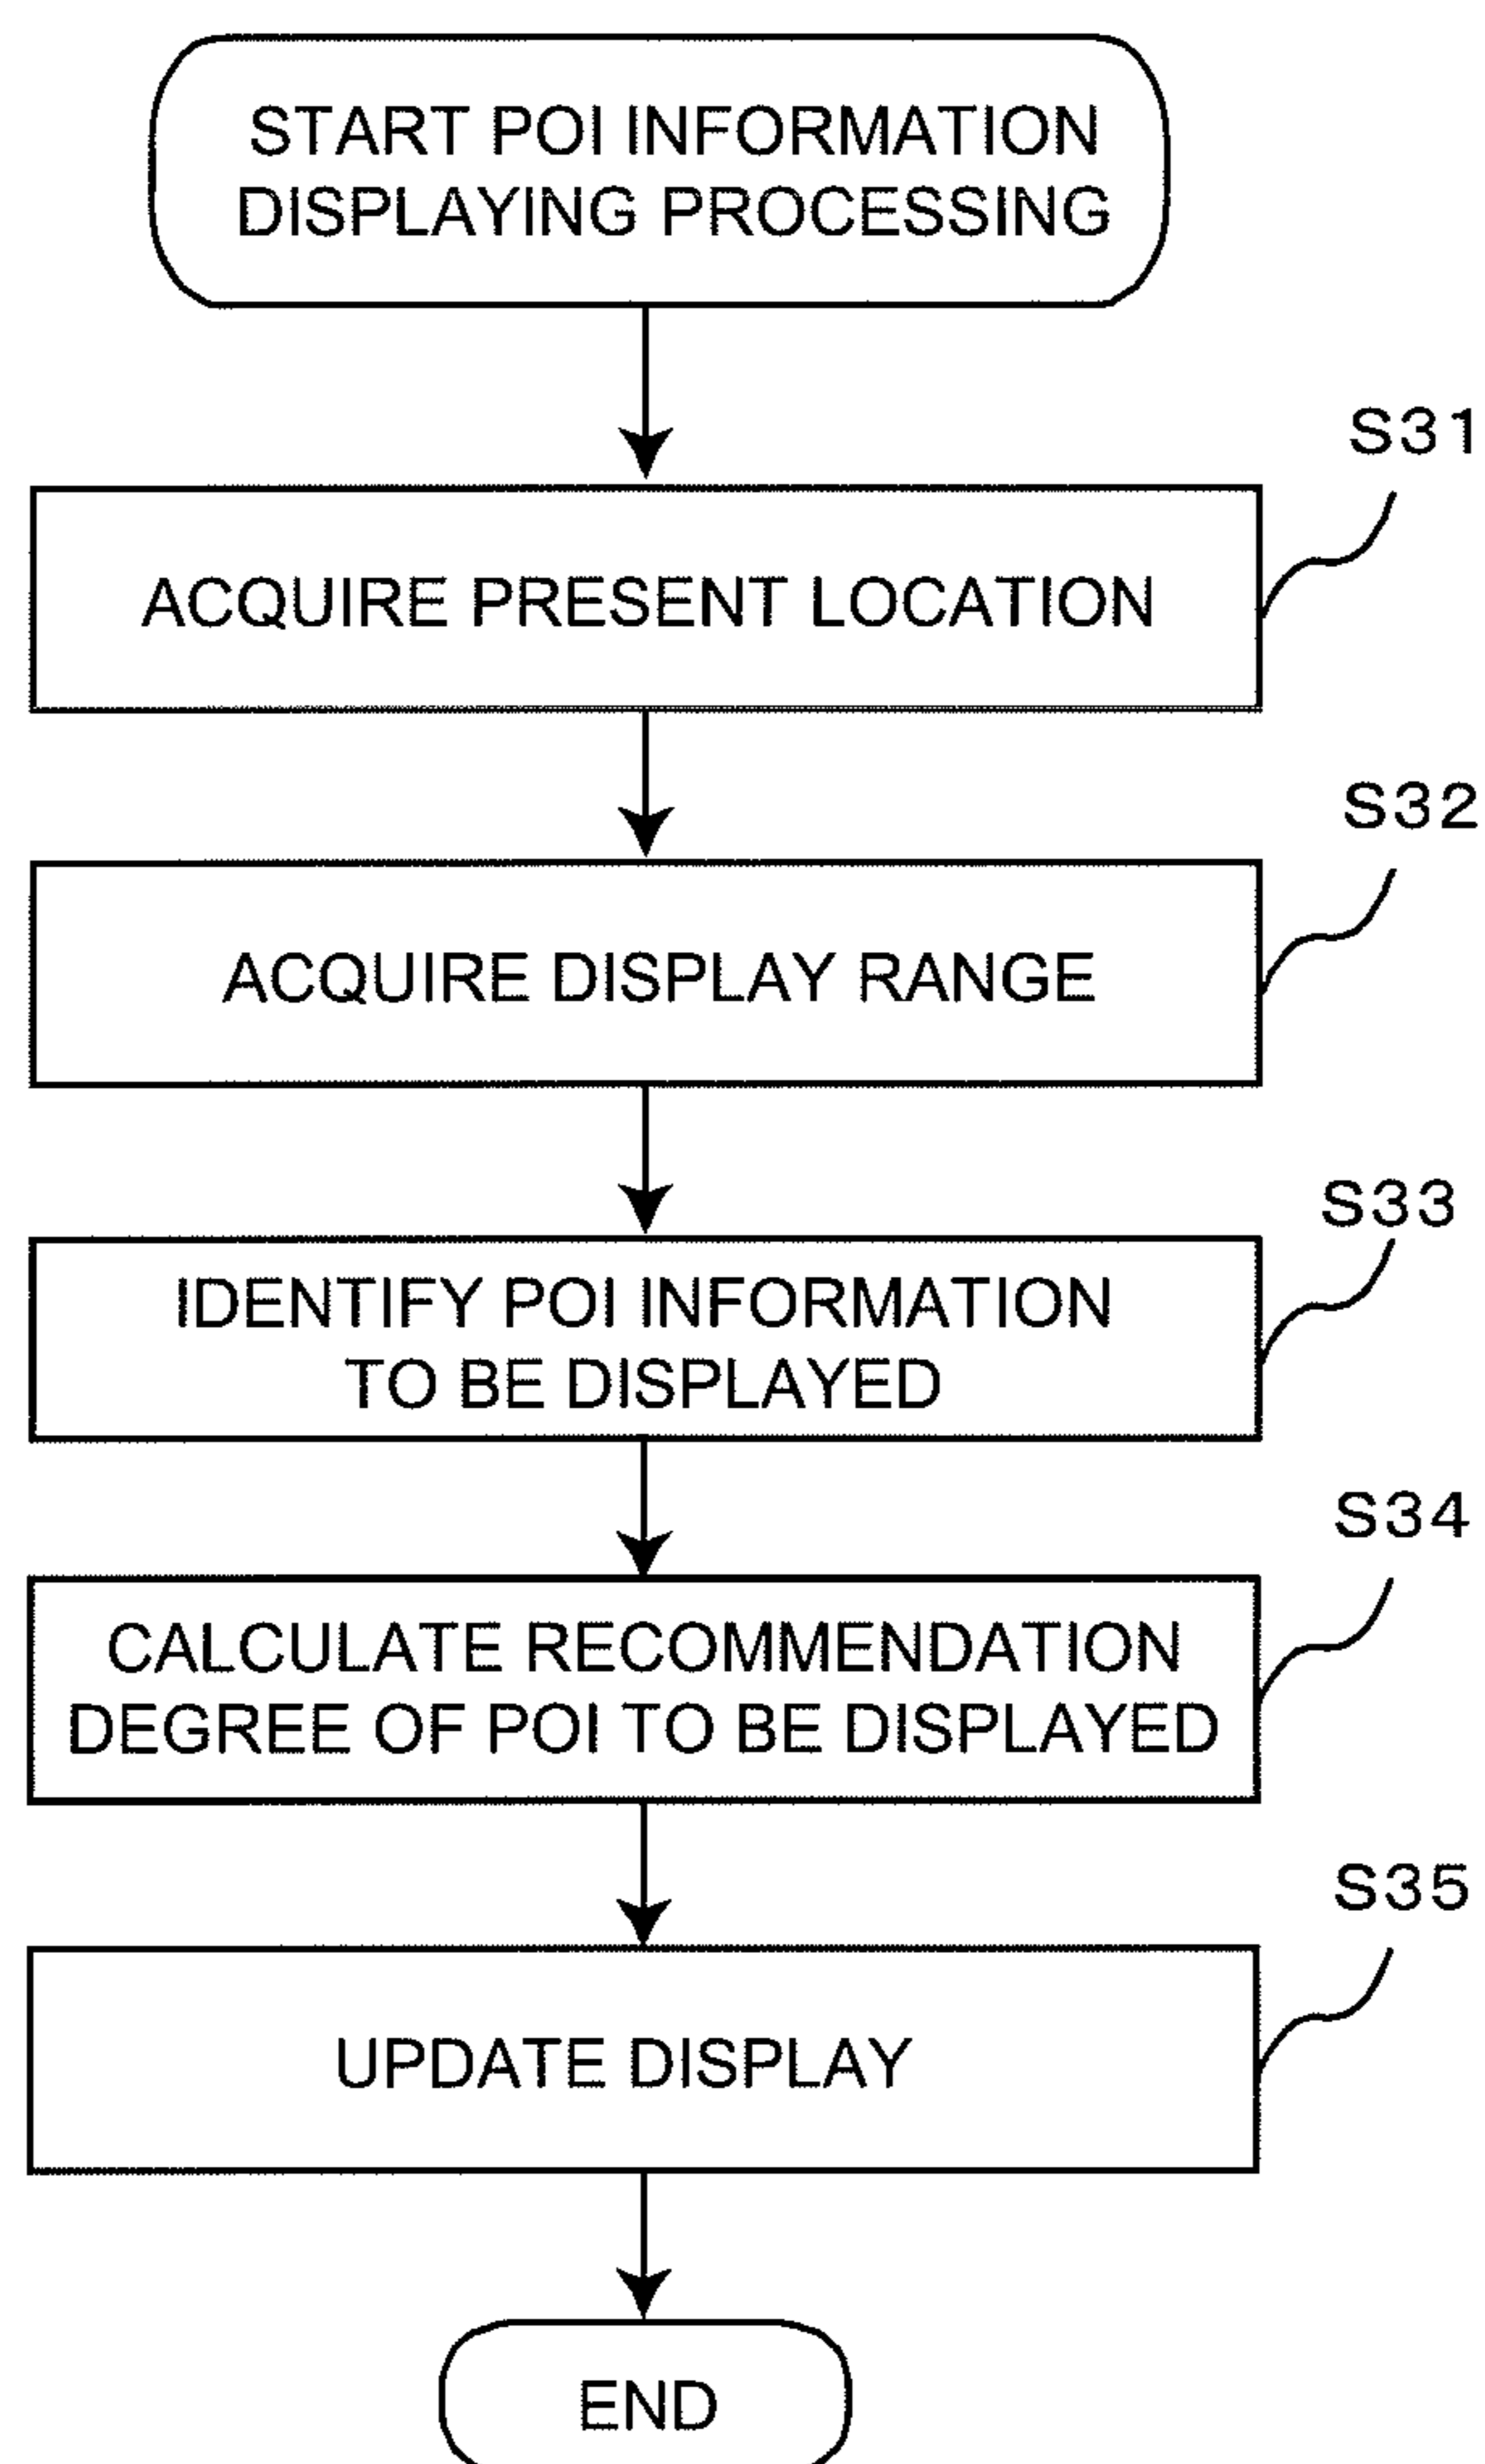 START POI INFORMATION
DISPLAYING PROCESSING
S31
ACQUIRE PRESENT LOCATION
S32
ACQUIRE DISPLAY RANGE
S33
IDENTIFY POI INFORMATION
TO BE DISPLAYED
S34
CALCULATE RECOMMENDATION
DEGREE OF POI TO BE DISPLAYED
S35
UPDATE DISPLAY
END